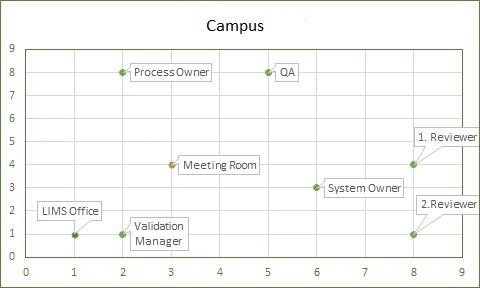 Campus
9
8
7
6
5
4
3
2
1
0
Process Owner
QA
1. Reviewer
Meeting Room
System Owner
2.Reviewer
LIMS Office
Validation
Manager
0 1 2 3 4 5 6 7 8 9